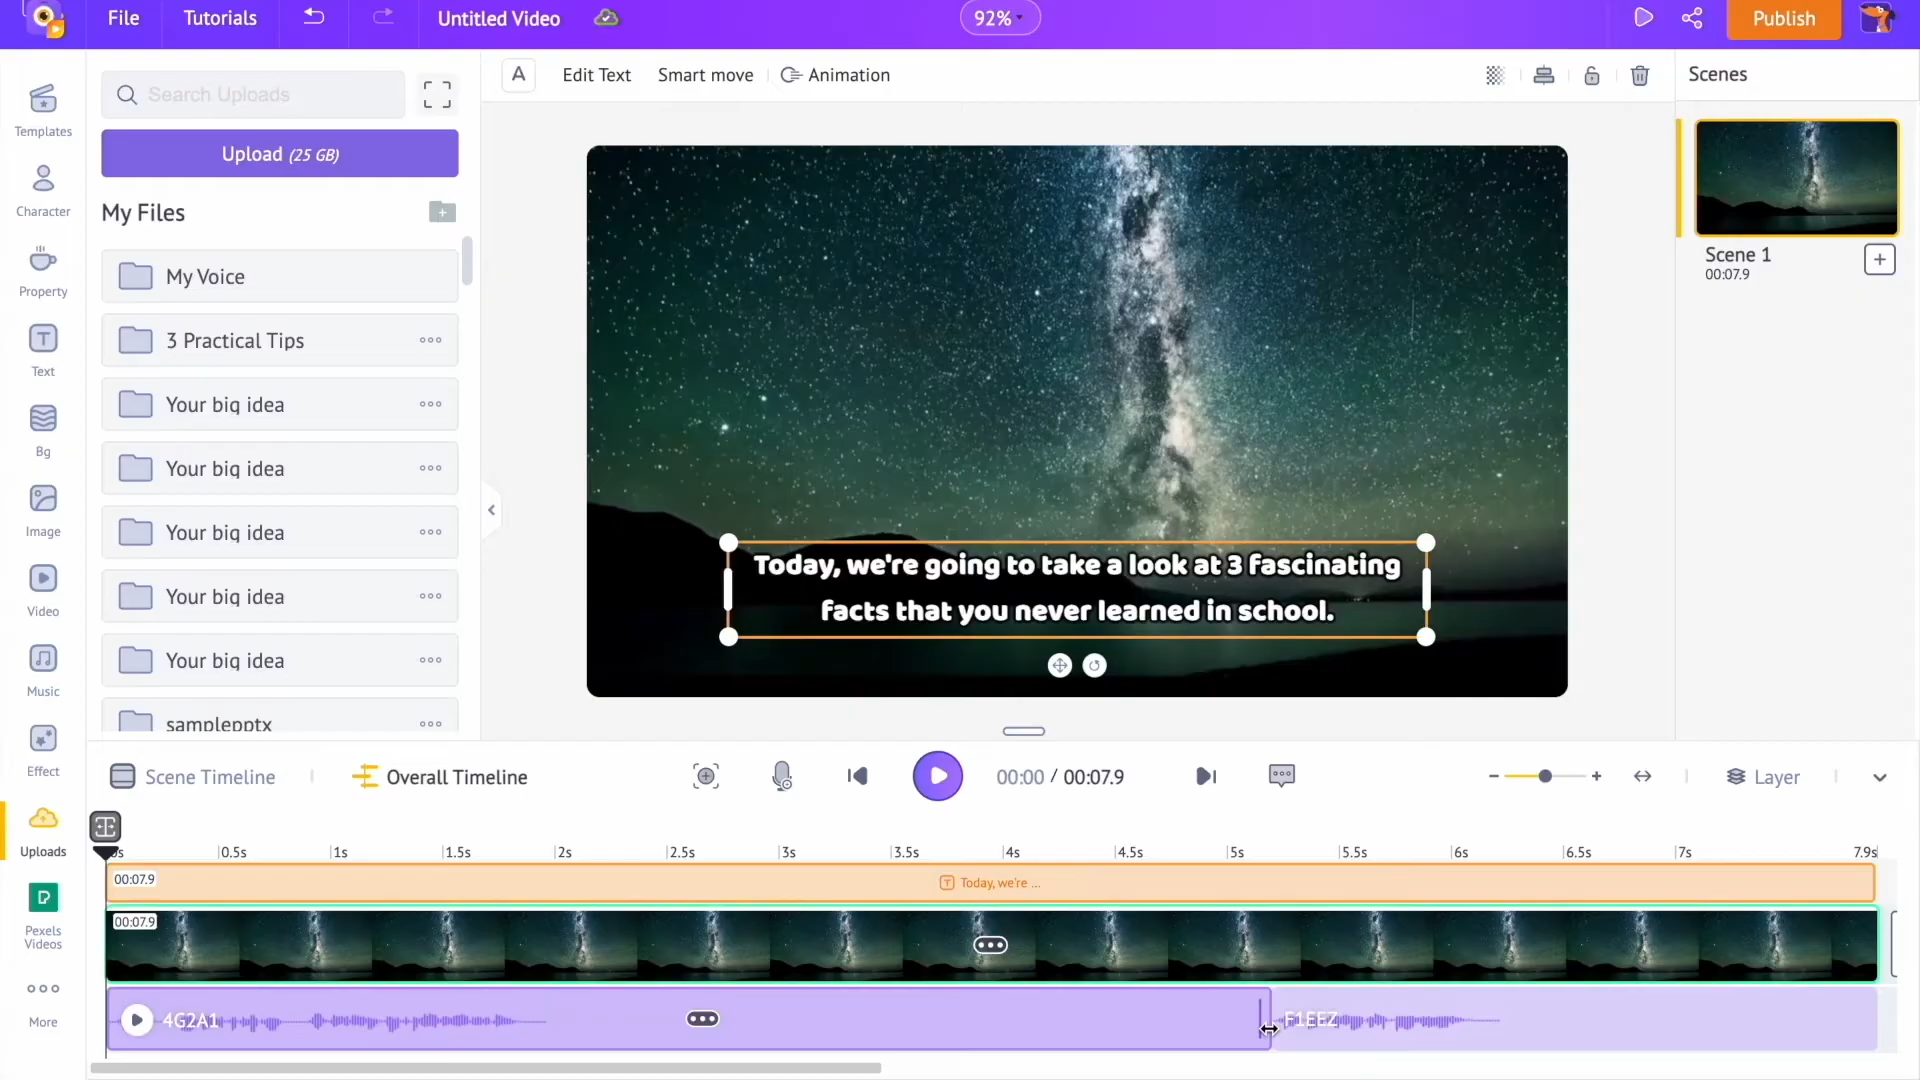 File
Tutorials
Untitled Video
92%
Publish
Search Uploads
Upload (25 GB)
My Files
My Voice
3 Practical Tips
Your big idea
Your big idea
Your big idea
Your big idea
Your big idea
samplepptx
Templates
Character
Property
Text
Bg
Image
Video
Music
Effect
Uploads
Pexels
Videos
More
A
Edit Text
Smart move
Animation
Today, we're going to take a look at 3 fascinating
facts that you never learned in school.
Scenes
Scene 1
00:07.9
Scene Timeline
Overall Timeline
00:00 / 00:07.9
Layer
0.5s
1s
1.5s
2s
2.5s
3s
3.5s
4s
4.5s
5s
5.5s
6s
6.5s
7s
7.9s
00:07.9
Today, we're ...
00:07.9
4G2A1
F1EEZ